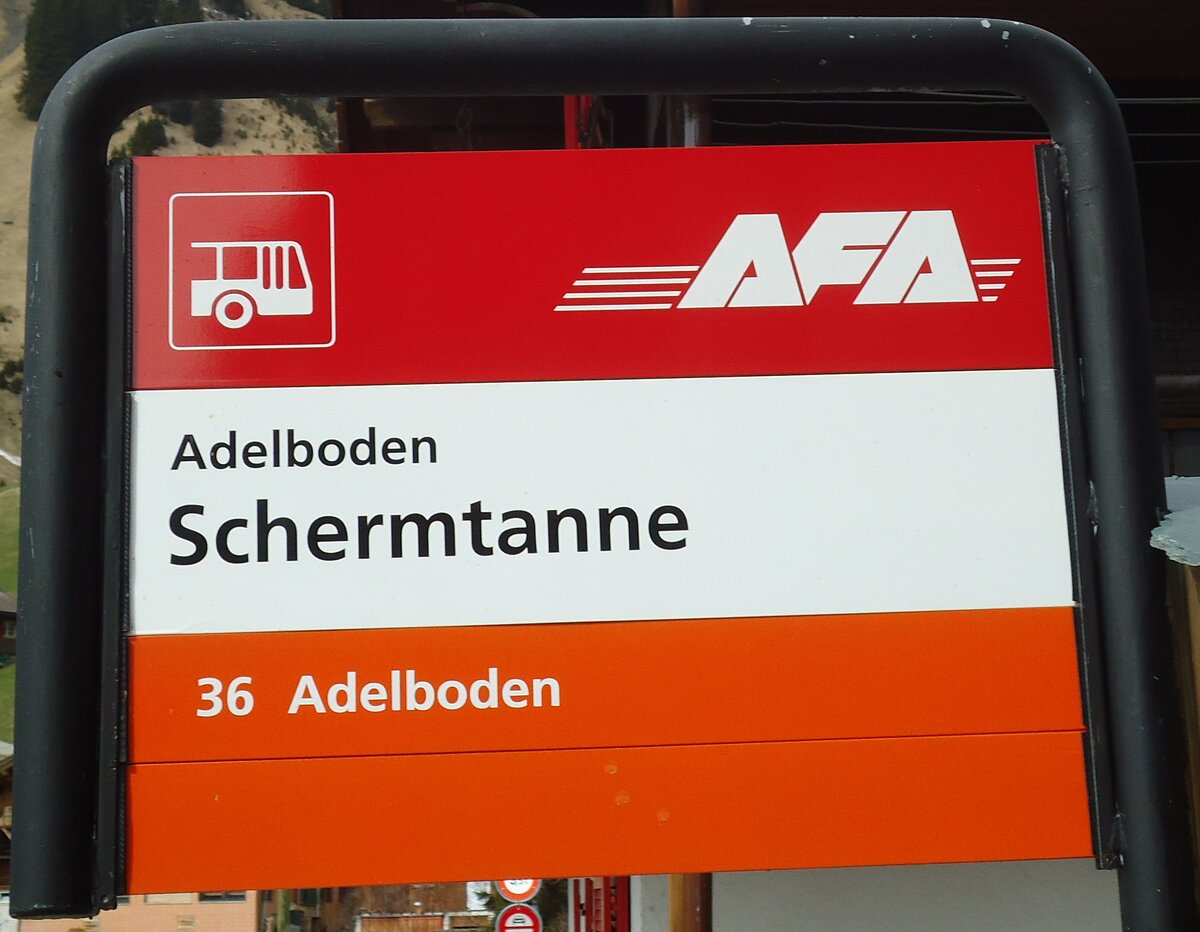 AFA
Adelboden
Schermtanne
36 Adelboden